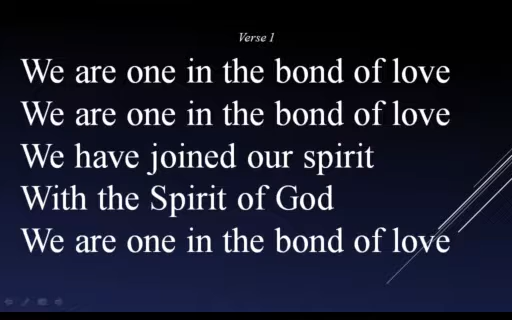 Verse 1
We are one in the bond of love
We are one in the bond of love
We have joined our spirit
With the Spirit of God
We are one in the bond of love